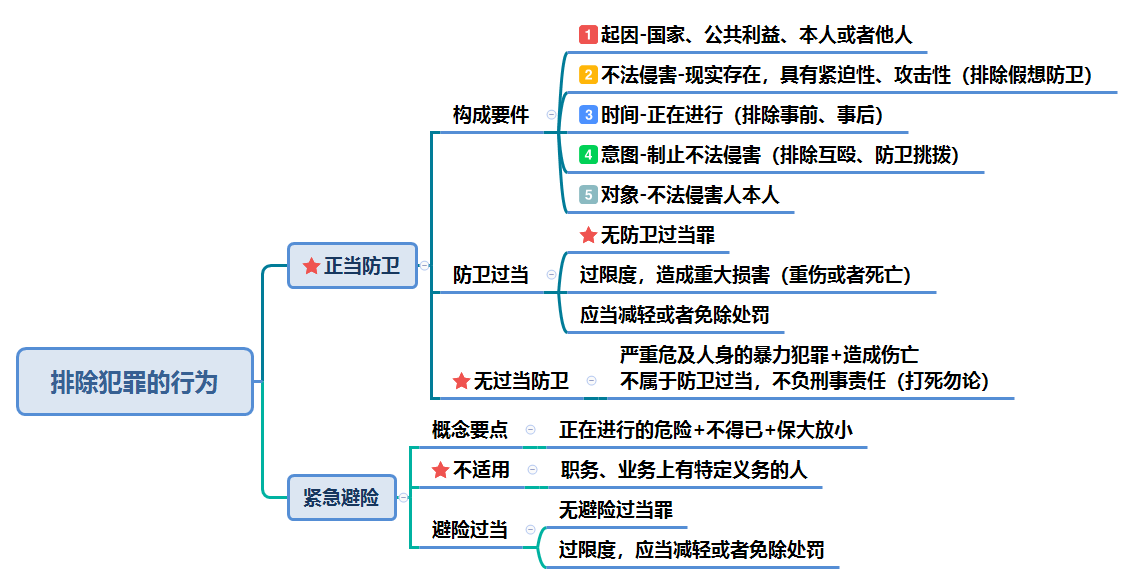 排除犯罪的行为
正当防卫
构成要件
1 起因-国家、公共利益、本人或者他人
2 不法侵害-现实存在，具有紧迫性、攻击性（排除假想防卫）
3 时间-正在进行（排除事前、事后）
4 意图-制止不法侵害（排除互殴、防卫挑拨）
5 对象-不法侵害人本人
防卫过当
无防卫过当罪
过限度，造成重大损害（重伤或者死亡）
应当减轻或者免除处罚
无过当防卫
严重危及人身的暴力犯罪+造成伤亡
不属于防卫过当，不负刑事责任（打死勿论）
紧急避险
概念要点
正在进行的危险+不得已+保大放小
不适用
职务、业务上有特定义务的人
避险过当
无避险过当罪
过限度，应当减轻或者免除处罚